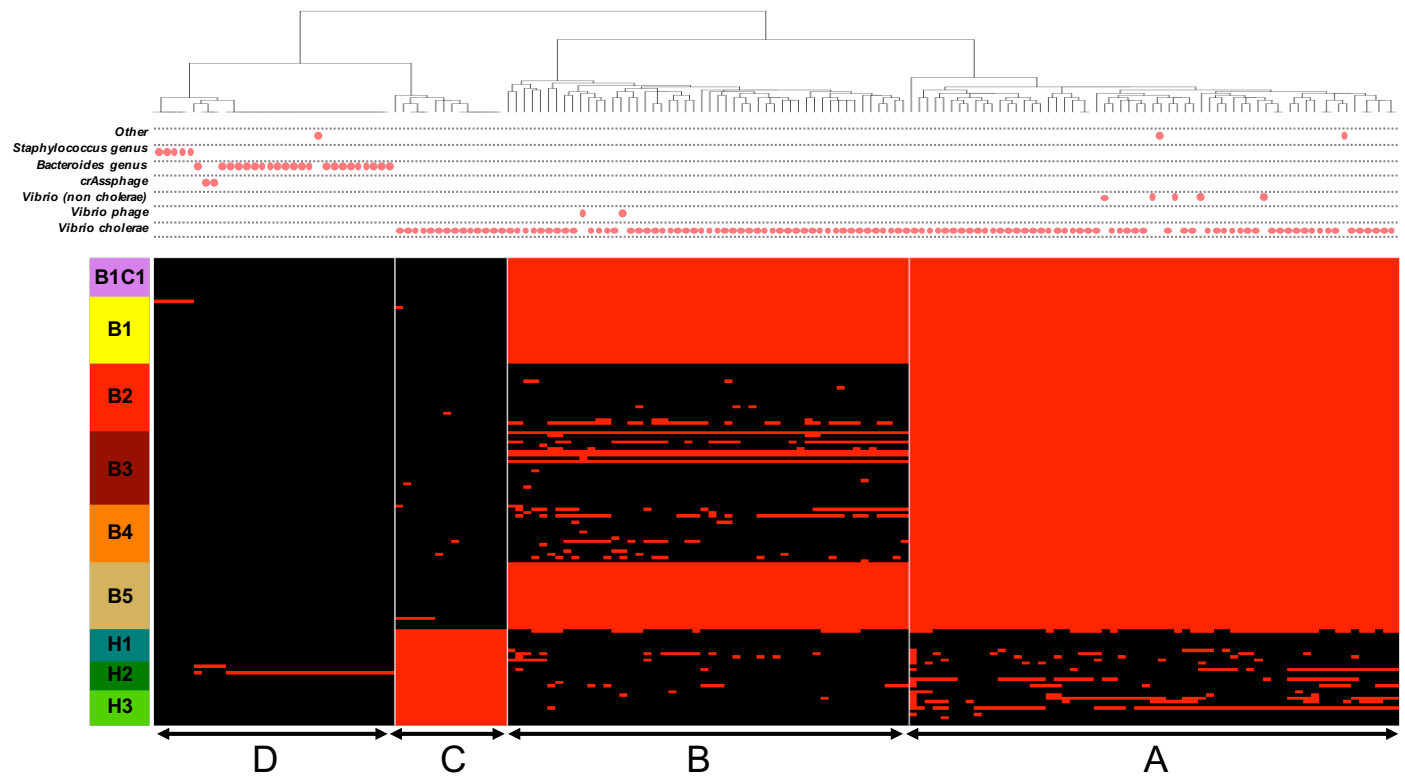 Other
Staphylococcus genus
Bacteroides genus
crAssphage
Vibrio (non cholerae)
Vibrio phage
Vibrio cholerae
B1C1
B1
B2
B3
B4
B5
H1
H2
H3
D C B A